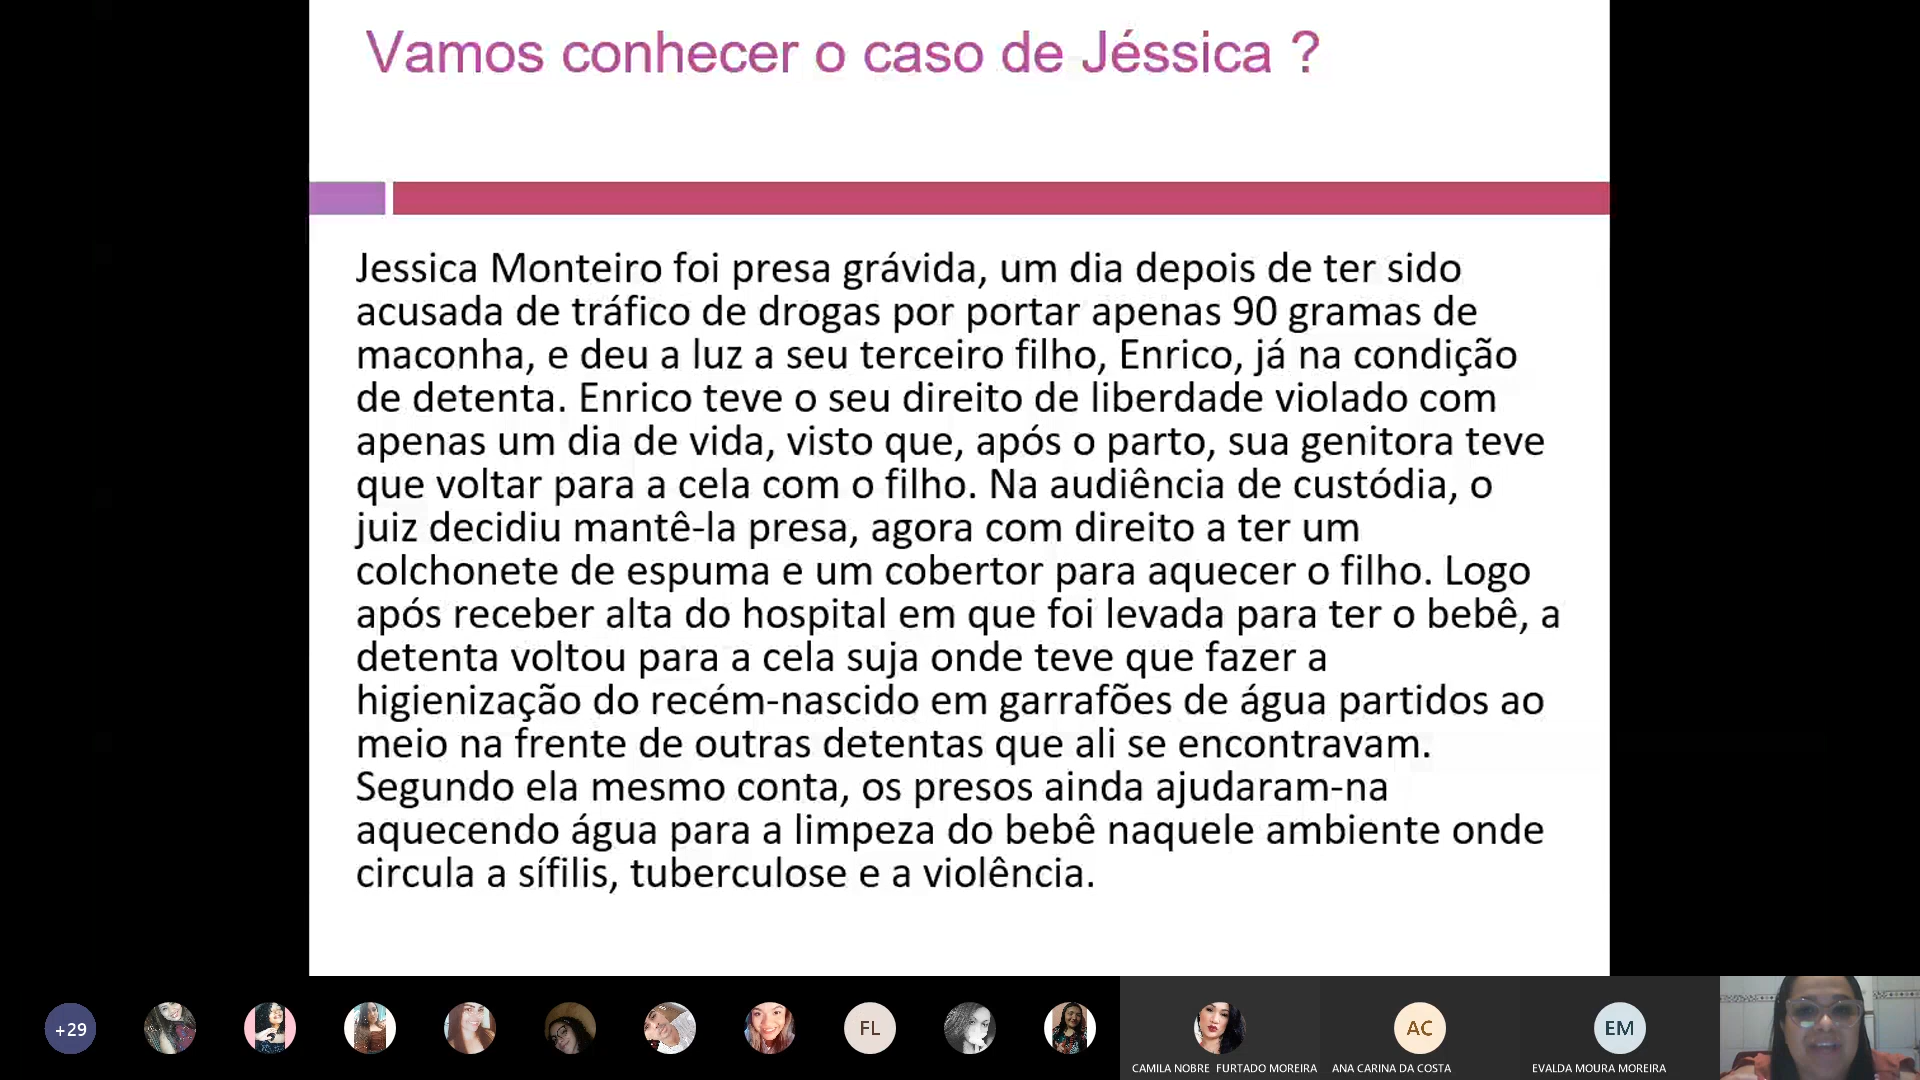 Vamos conhecer o caso de Jéssica ?
Jessica Monteiro foi presa grávida, um dia depois de ter sido
acusada de tráfico de drogas por portar apenas 90 gramas de
maconha, e deu a luz a seu terceiro filho, Enrico, já na condição
de detenta. Enrico teve o seu direito de liberdade violado com
apenas um dia de vida, visto que, após o parto, sua genitora teve
que voltar para a cela com o filho. Na audiência de custódia, o
juiz decidiu mantê-la presa, agora com direito a ter um
colchonete de espuma e um cobertor para aquecer o filho. Logo
após receber alta do hospital em que foi levada para ter o bebê, a
detenta voltou para a cela suja onde teve que fazer a
higienização do recém-nascido em garrafões de água partidos ao
meio na frente de outras detentas que ali se encontravam.
Segundo ela mesmo conta, os presos ainda ajudaram-na
aquecendo água para a limpeza do bebê naquele ambiente onde
circula a sífilis, tuberculose e a violência.
+29
FL
AC
EM
CAMILA NOBRE FURTADO MOREIRA
ANA CARINA DA COSTA
EVALDA MOURA MOREIRA